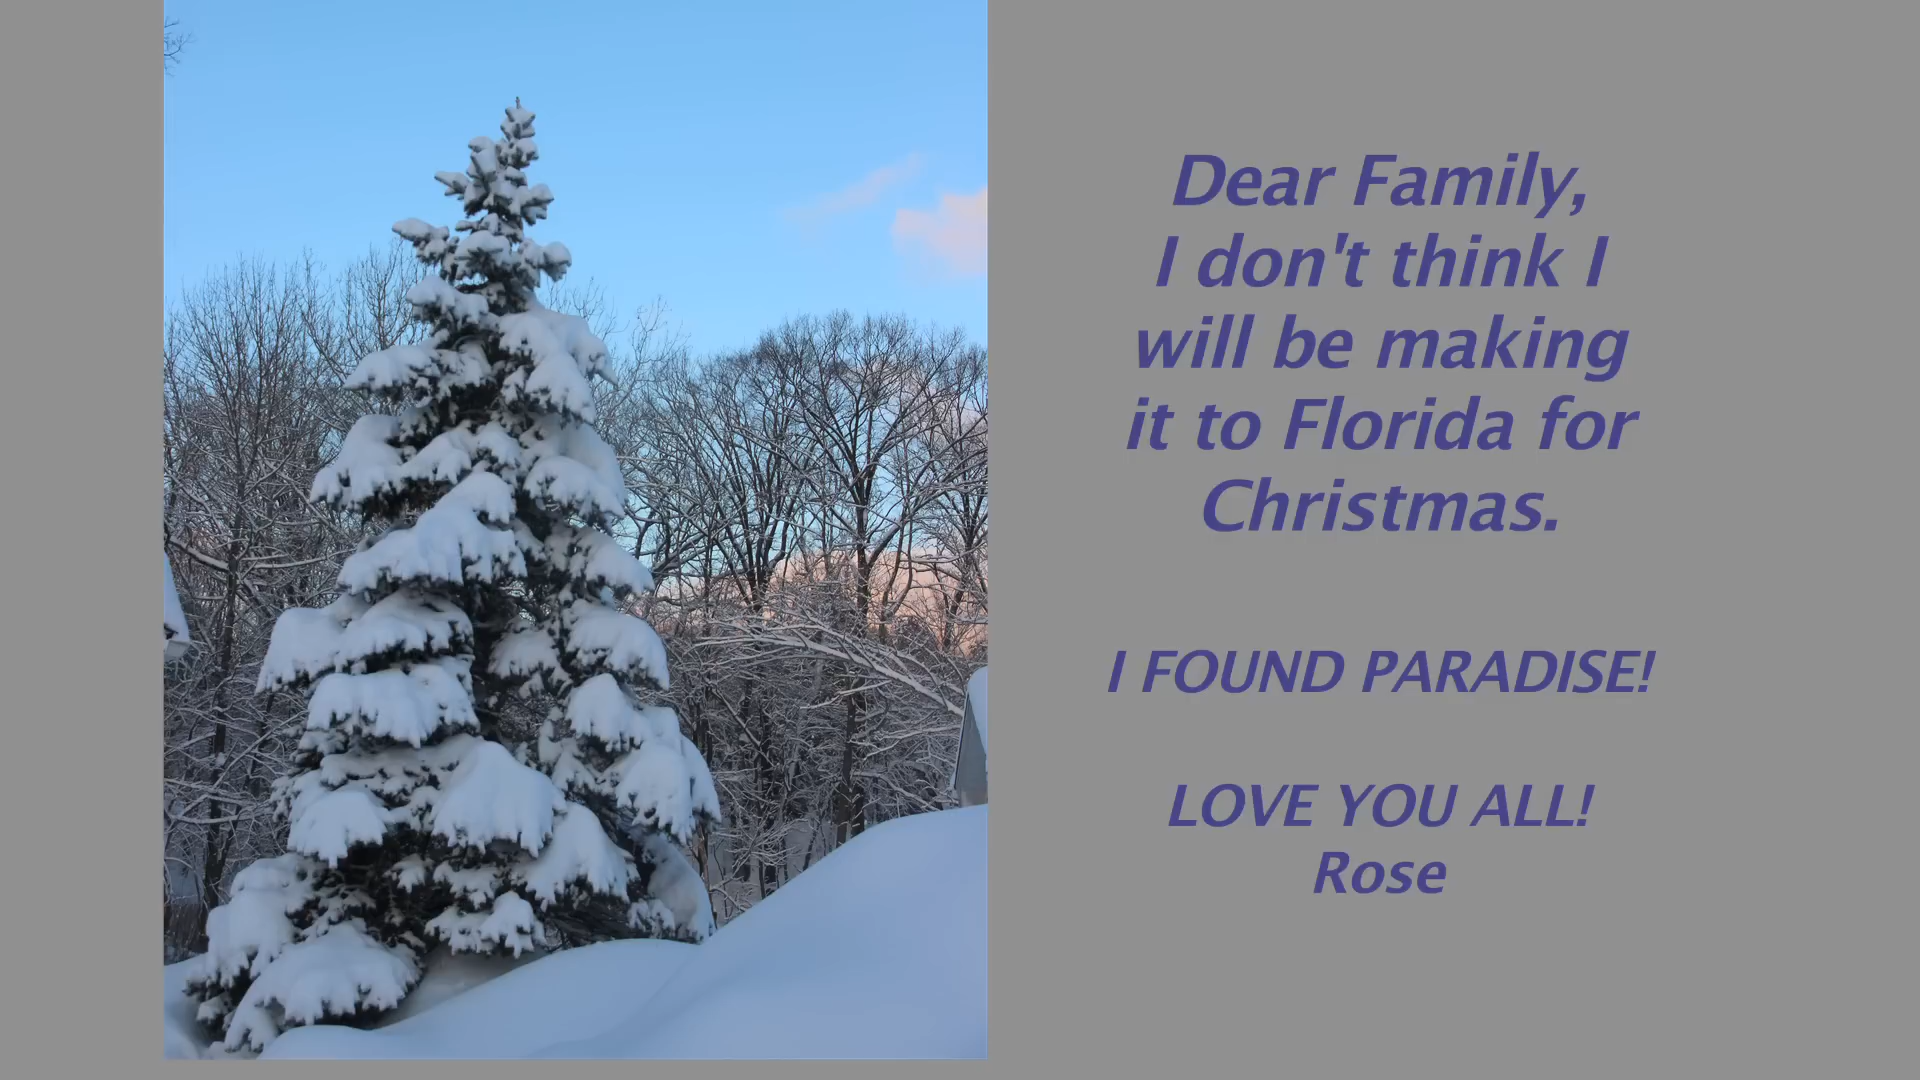 Dear Family,
I don't think I
will be making
it to Florida for
Christmas.
I FOUND PARADISE!
LOVE YOU ALL!
Rose